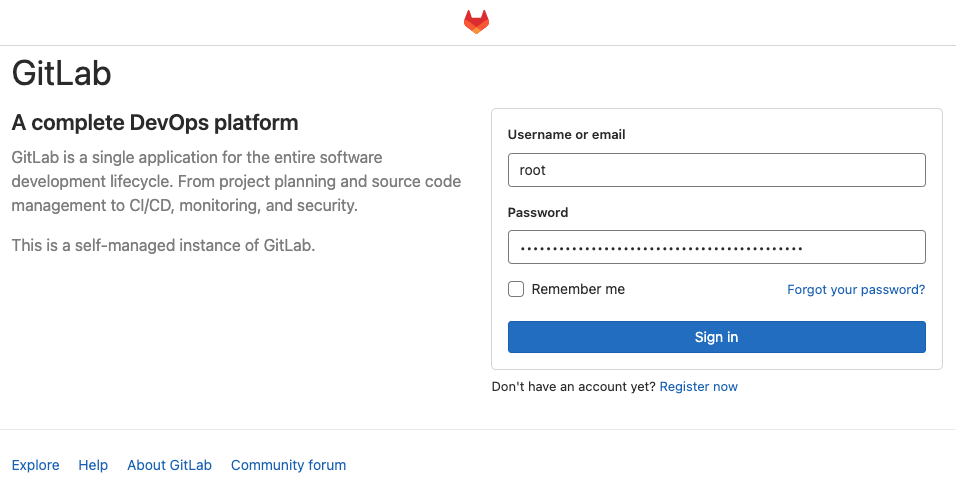 GitLab
A complete DevOps platform
GitLab is a single application for the entire software
development lifecycle. From project planning and source code
management to CI/CD, monitoring, and security.
This is a self-managed instance of GitLab.
Username or email
root
Password
••••••••••••••••••••••••••••••••••••••••••••
Remember me
Forgot your password?
Sign in
Don't have an account yet? Register now
Explore Help About GitLab Community forum